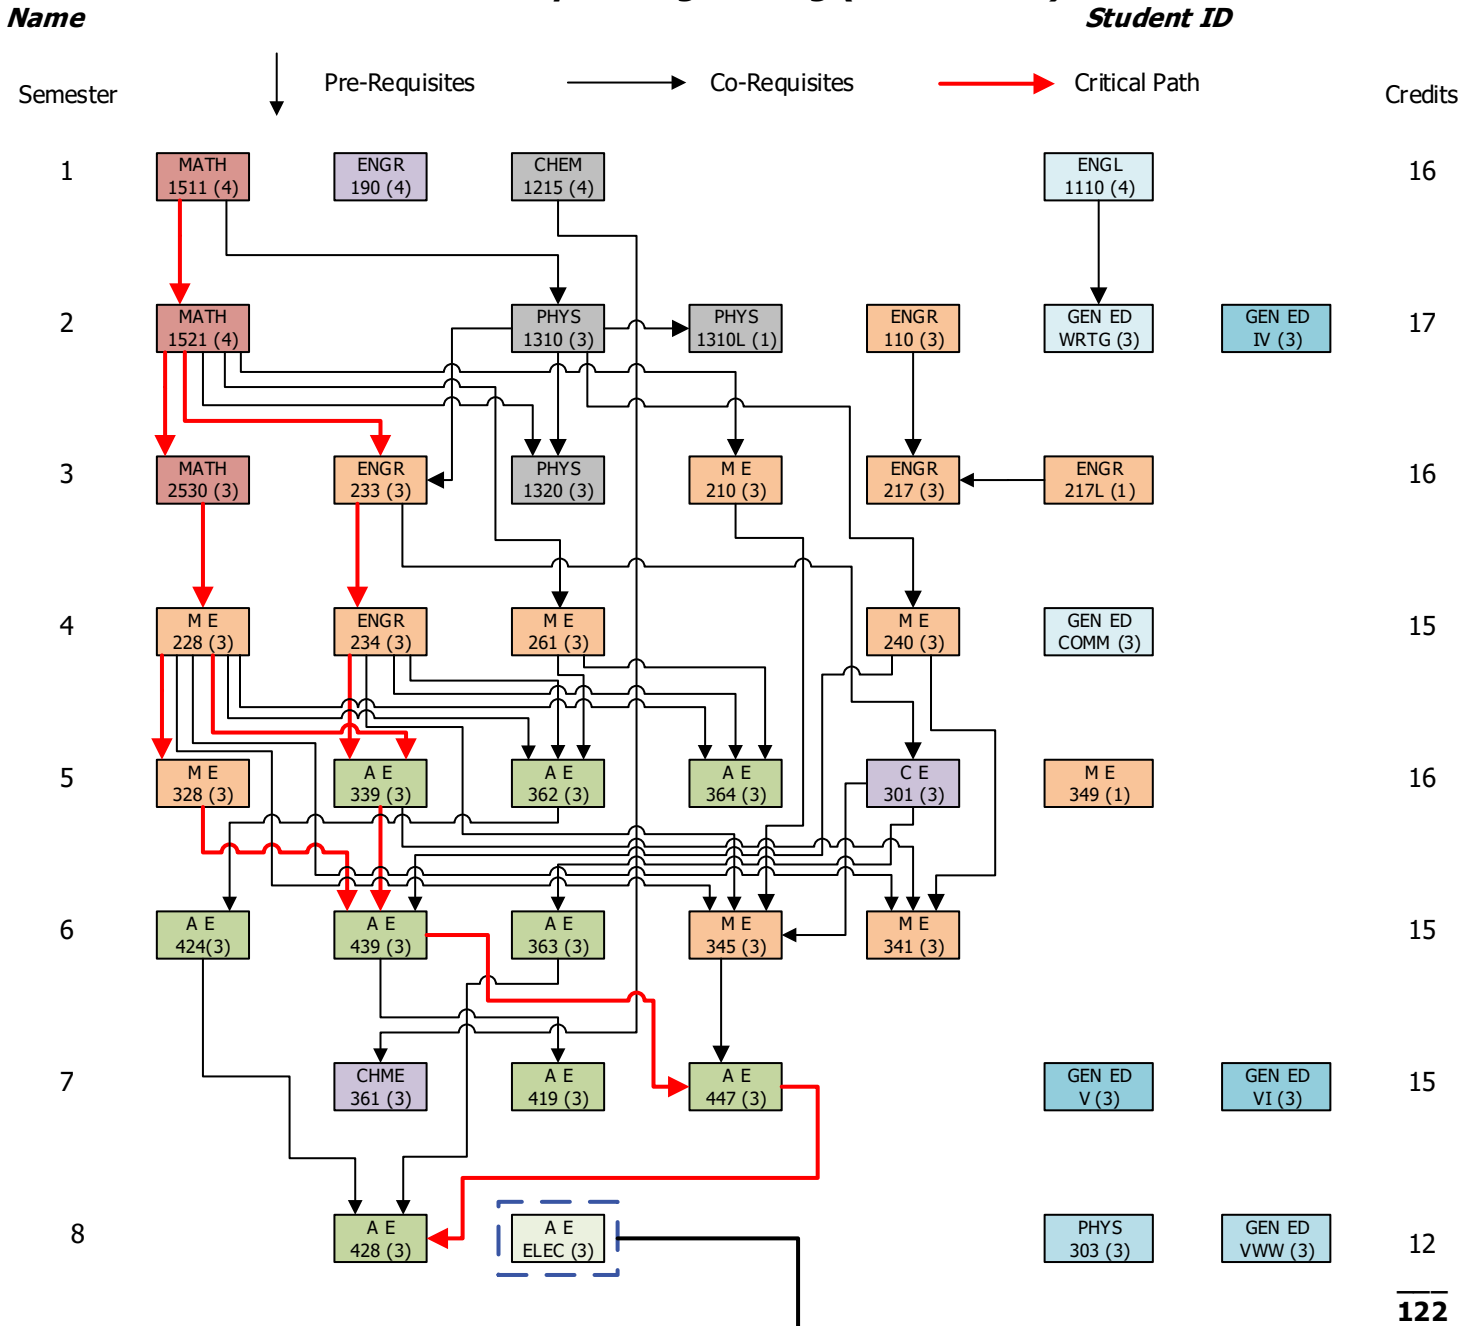 Name
Student ID
Pre-Requisites
Co-Requisites
Critical Path
Semester
Credits
1
MATH
1511 (4)
ENGR
190 (4)
CHEM
1215 (4)
ENGL
1110 (4)
16
2
MATH
1521 (4)
PHYS
1310 (3)
PHYS
1310L (1)
ENGR
110 (3)
GEN ED
WRTG (3)
GEN ED
IV (3)
17
3
MATH
2530 (3)
ENGR
233 (3)
PHYS
1320 (3)
M E
210 (3)
ENGR
217 (3)
ENGR
217L (1)
16
4
M E
228 (3)
ENGR
234 (3)
M E
261 (3)
M E
240 (3)
GEN ED
COMM (3)
15
5
M E
328 (3)
A E
339 (3)
A E
362 (3)
A E
364 (3)
C E
301 (3)
M E
349 (1)
16
6
A E
424(3)
A E
439 (3)
A E
363 (3)
M E
345 (3)
M E
341 (3)
15
7
CHME
361 (3)
A E
419 (3)
A E
447 (3)
GEN ED
V (3)
GEN ED
VI (3)
15
8
A E
428 (3)
A E
ELEC (3)
PHYS
303 (3)
GEN ED
VWW (3)
12
122